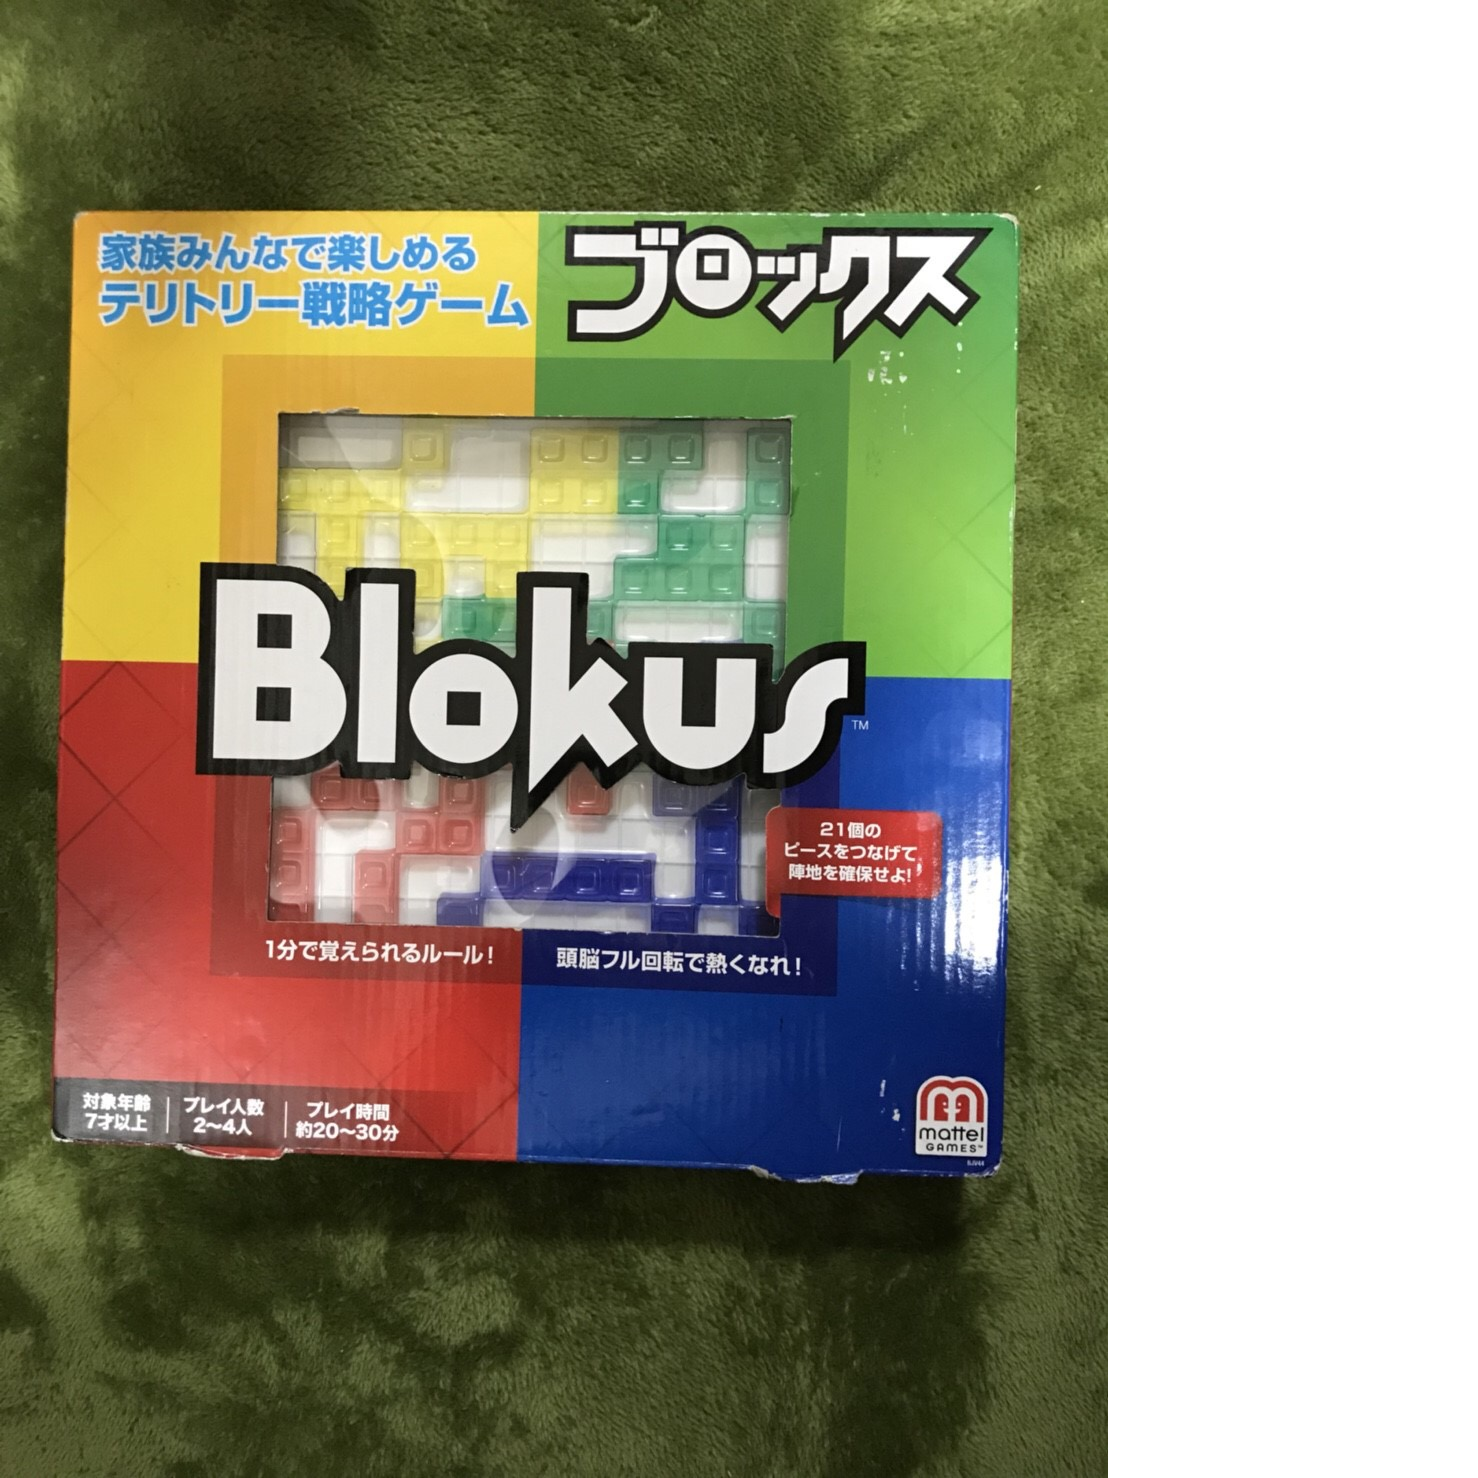 家族みんなで楽しめる
テリトリー戦略ゲーム
ブロックス
Blokus
TM
21個の
ピースをつなげて
陣地を確保せよ!
1分で覚えられるルール!
頭脳フル回転で熱くなれ!
対象年齢
7才以上
プレイ人数
2〜4人
プレイ時間
約20〜30分
mattel
GAMES™